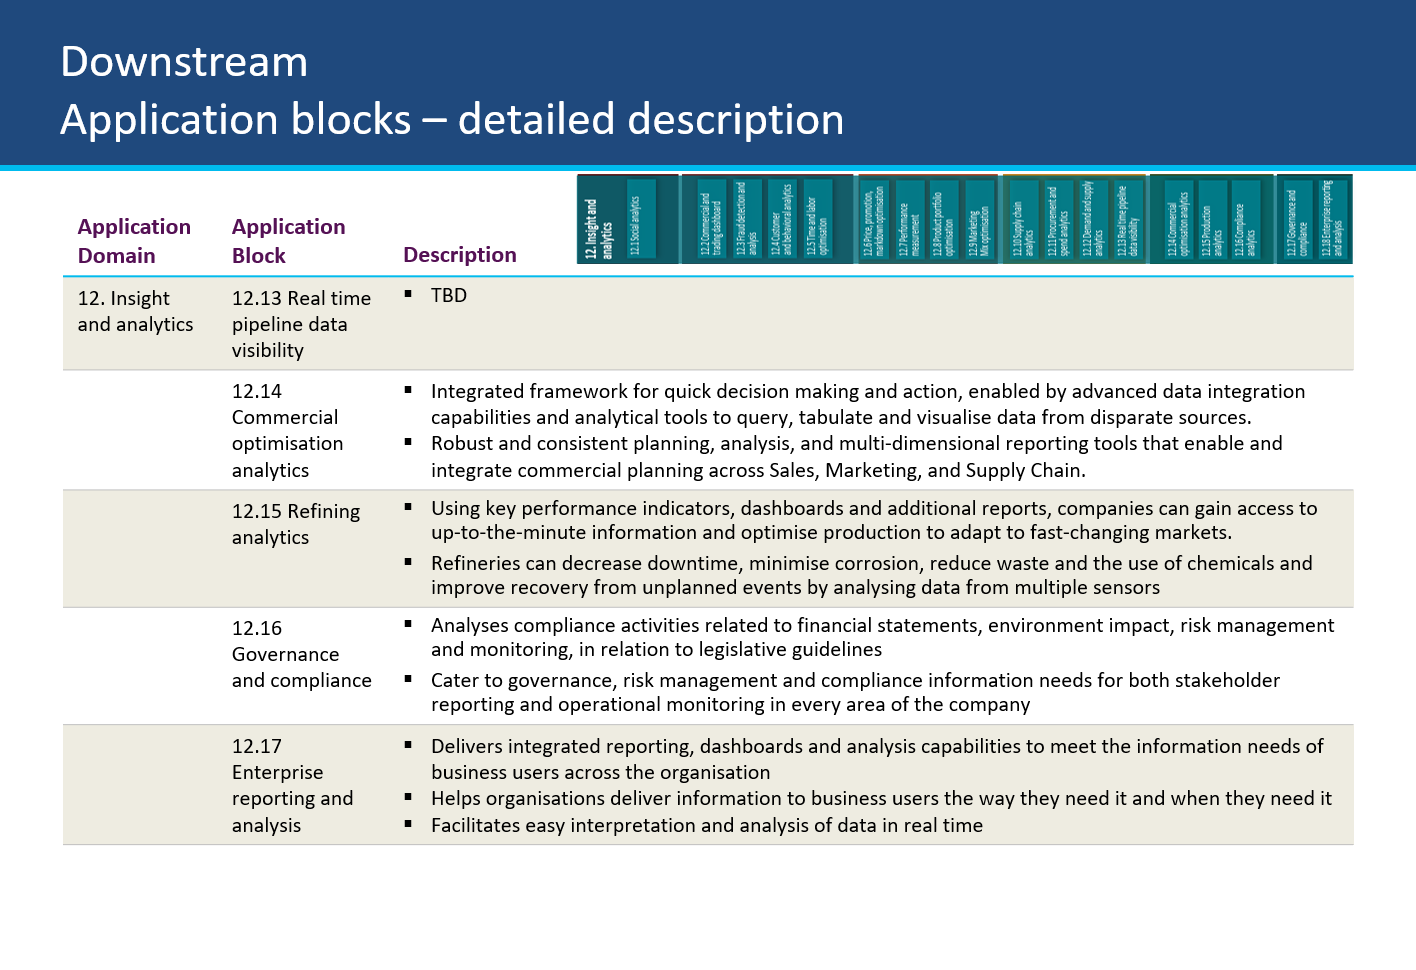 Downstream
Application blocks – detailed description
12. Insight and
analytics
12.1 Social analytics
12.2 Commercial and
trading dashboard
12.3 Fraud detection and
analysis
12.4 Customer
and behavioral analytics
12.5 Time and labor
optimisation
12.6 Price, promotion,
markdown optimisation
12.7 Performance
measurement
12.8 Product portfolio
optimisation
12.9 Marketing
Mix optimisation
12.10 Supply chain
analytics
12.11 Procurement and
spend analytics
12.12 Demand and supply
analytics
12.13 Real time pipeline
data visibility
12.14 Commercial
optimisation analytics
12.15 Production
analytics
12.16 Compliance
analytics
12.17 Governance and
compliance
12.18 Enterprise reporting
and analysis
Application
Domain
Application
Block
Description
12. Insight
and analytics
12.13 Real time
pipeline data
visibility
▪ TBD
12.14
Commercial
optimisation
analytics
▪ Integrated framework for quick decision making and action, enabled by advanced data integration
capabilities and analytical tools to query, tabulate and visualise data from disparate sources.
▪ Robust and consistent planning, analysis, and multi-dimensional reporting tools that enable and
integrate commercial planning across Sales, Marketing, and Supply Chain.
12.15 Refining
analytics
▪ Using key performance indicators, dashboards and additional reports, companies can gain access to
up-to-the-minute information and optimise production to adapt to fast-changing markets.
▪ Refineries can decrease downtime, minimise corrosion, reduce waste and the use of chemicals and
improve recovery from unplanned events by analysing data from multiple sensors
12.16
Governance
and compliance
▪ Analyses compliance activities related to financial statements, environment impact, risk management
and monitoring, in relation to legislative guidelines
▪ Cater to governance, risk management and compliance information needs for both stakeholder
reporting and operational monitoring in every area of the company
12.17
Enterprise
reporting and
analysis
▪ Delivers integrated reporting, dashboards and analysis capabilities to meet the information needs of
business users across the organisation
▪ Helps organisations deliver information to business users the way they need it and when they need it
▪ Facilitates easy interpretation and analysis of data in real time